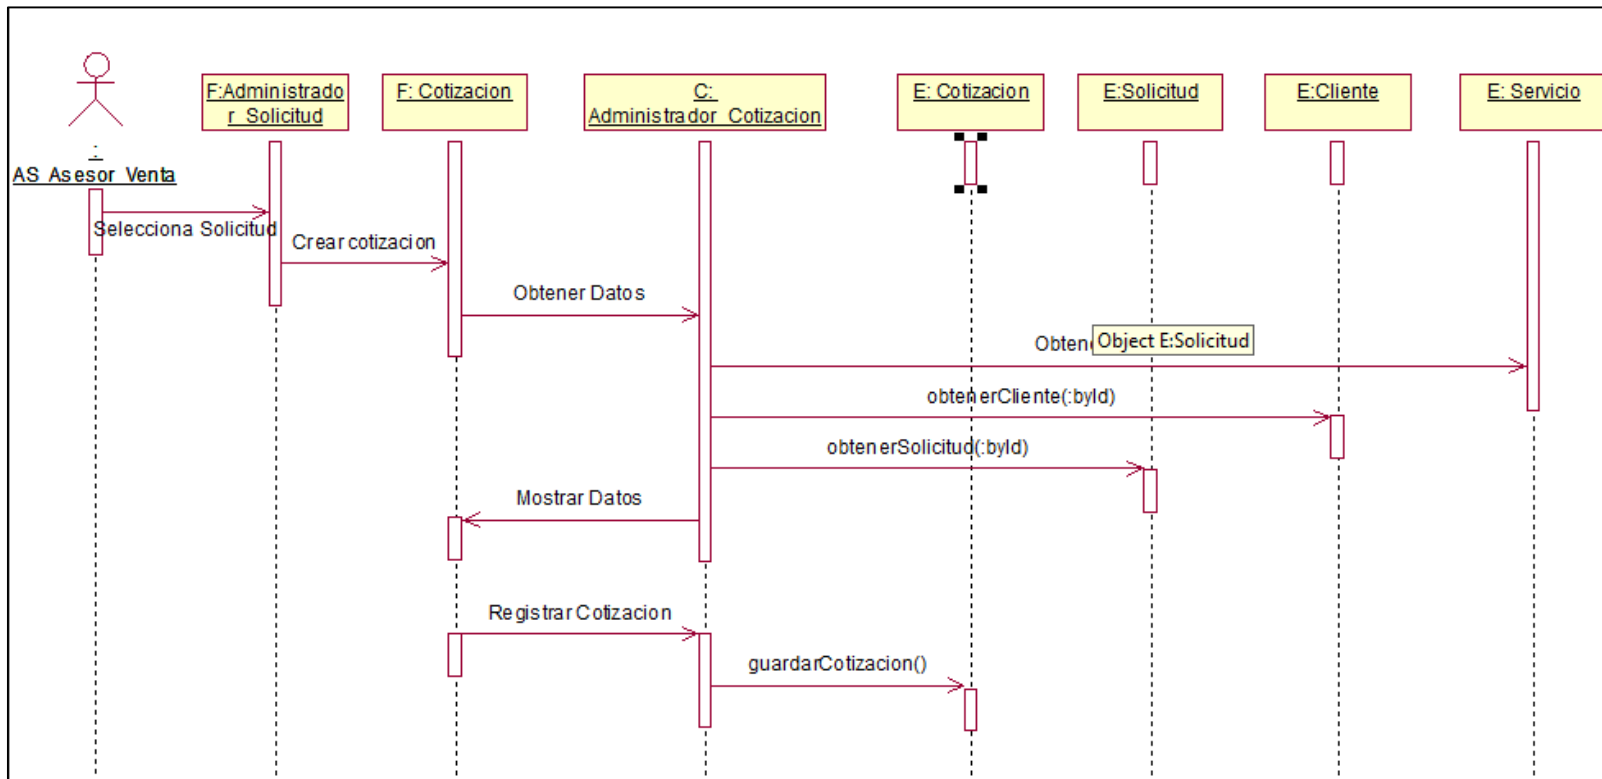 F:Administrado
r_Solicitud
F: Cotizacion
C:
Administrador_Cotizacion
E: Cotizacion
E:Solicitud
E:Cliente
E: Servicio
:
AS_Asesor_Venta
Selecciona Solicitud
Crear cotizacion
Obtener Datos
Object E:Solicitud
obtenerCliente(:byId)
obtenerSolicitud(:byId)
Mostrar Datos
Registrar Cotizacion
guardarCotizacion()